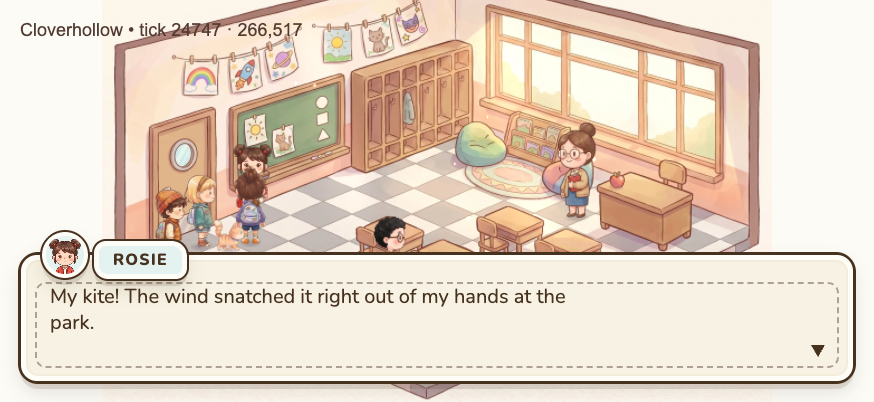 Cloverhollow • tick 24747 · 266,517
ROSIE
My kite! The wind snatched it right out of my hands at the
park.